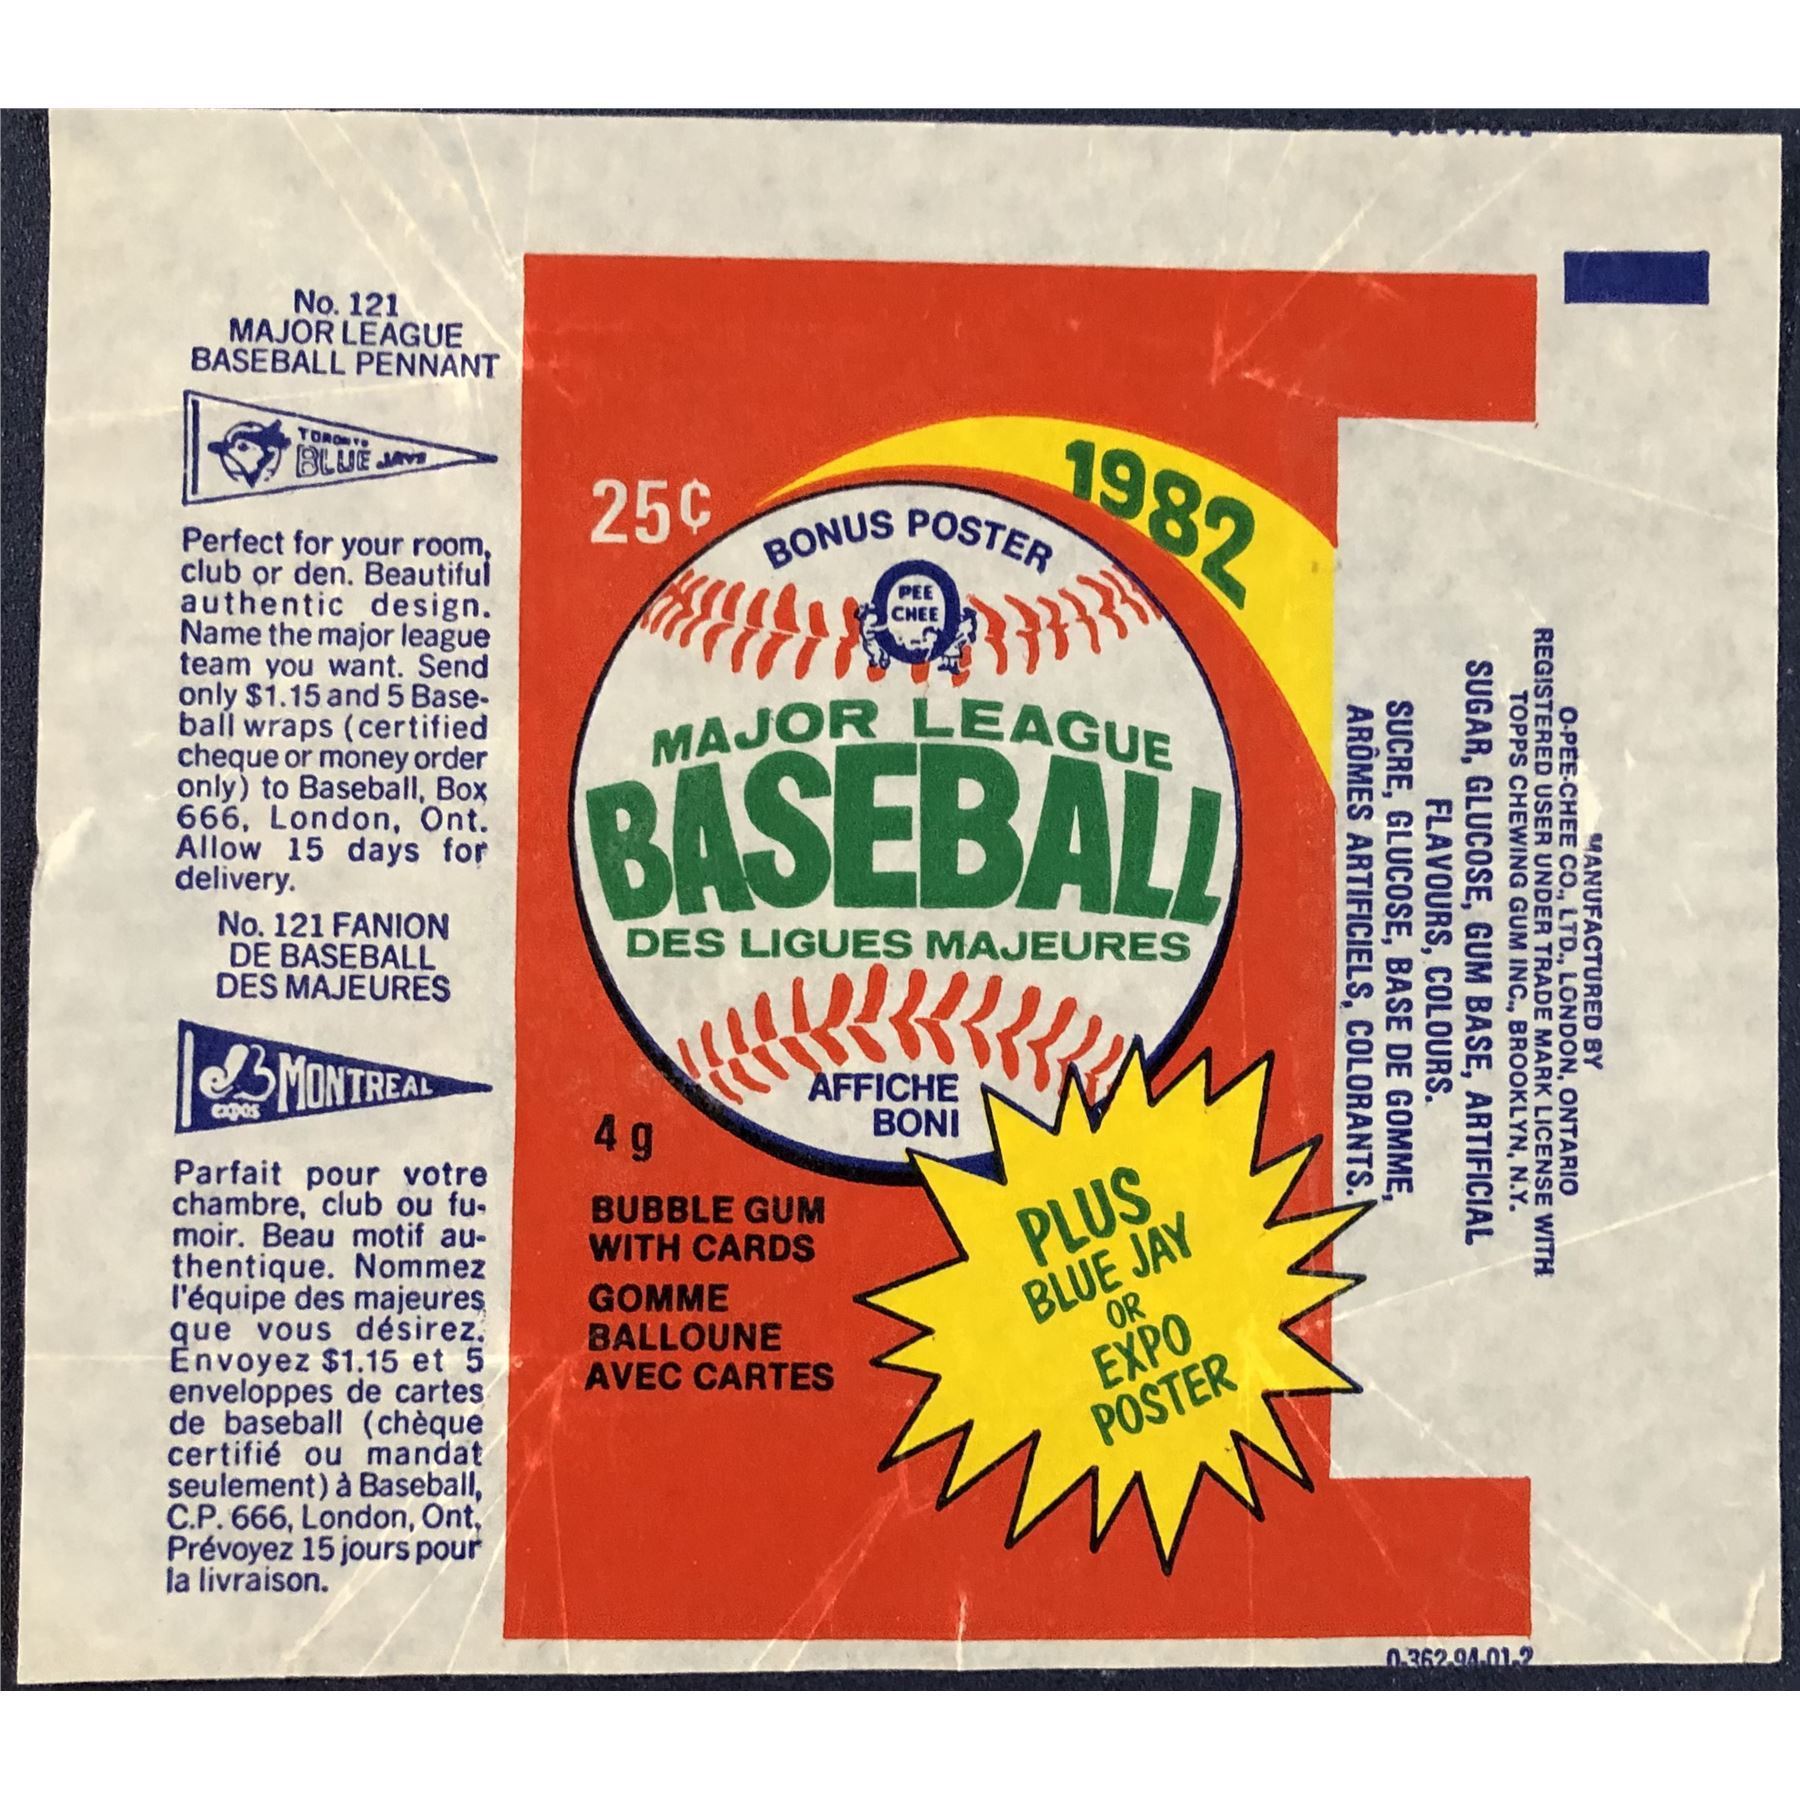 No. 121
MAJOR LEAGUE
BASEBALL PENNANT
TORONTO
BLUE JAYS
Perfect for your room,
club or den. Beautiful
authentic design.
Name the major league
team you want. Send
only $1.15 and 5 Base-
ball wraps (certified
cheque or money order
only) to Baseball, Box
666, London, Ont.
Allow 15 days for
delivery.
No. 121 FANION
DE BASEBALL
DES MAJEURES
expos
MONTREAL
Parfait pour votre
chambre, club ou fu-
moir. Beau motif au-
thentique. Nommez
l'équipe des majeures
que vous désirez.
Envoyez $1.15 et 5
enveloppes de cartes
de baseball (chèque
certifié ou mandat
seulement) à Baseball,
C.P. 666, London, Ont.
Prévoyez 15 jours pour
la livraison.
25¢
1982
BONUS POSTER
PEE
CHEE
MAJOR LEAGUE
BASEBALL
DES LIGUES MAJEURES
AFFICHE
BONI
4 g
BUBBLE GUM
WITH CARDS
GOMME
BALLOUNE
AVEC CARTES
PLUS
BLUE JAY
OR
EXPO
POSTER
MANUFACTURED BY
O-PEE-CHEE CO., LTD., LONDON, ONTARIO
REGISTERED USER UNDER TRADE MARK LICENSE WITH
TOPPS CHEWING GUM INC., BROOKLYN, N.Y.
SUGAR, GLUCOSE, GUM BASE, ARTIFICIAL
FLAVOURS, COLOURS.
SUCRE, GLUCOSE, BASE DE GOMME,
ARÔMES ARTIFICIELS, COLORANTS.
0-362-94-01-2